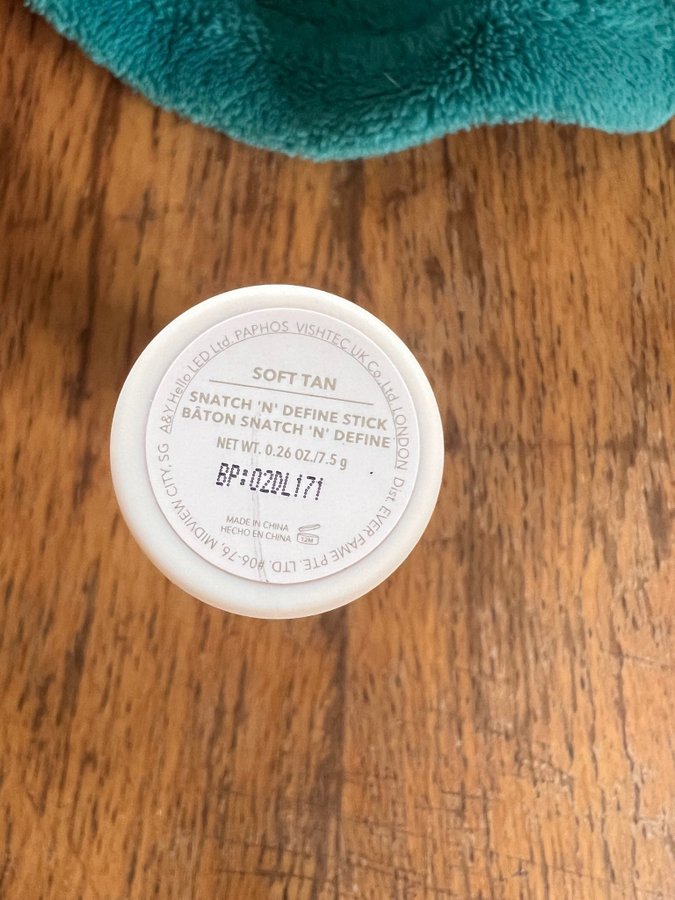 A&Y Hello LED Ltd. PAPHOS VISHTEC UK Co.,Ltd LONDON Dist. EVER FAME PTE. LTD. #06-76, MIDVIEW CITY, SG
SOFT TAN
SNATCH 'N' DEFINE STICK
BÂTON SNATCH 'N' DEFINE
NET WT. 0.26 OZ./7.5 g
BP:02DL171
MADE IN CHINA
HECHO EN CHINA
12M